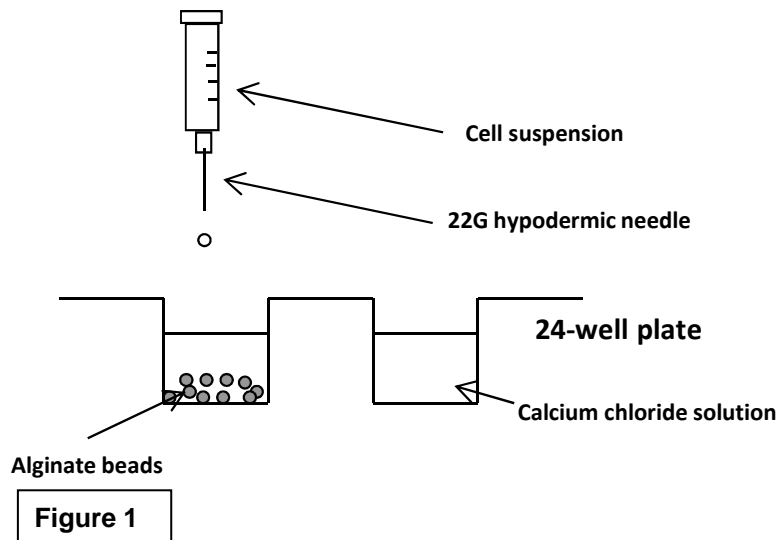 Cell suspension
22G hypodermic needle
24-well plate
Calcium chloride solution
Alginate beads
Figure 1